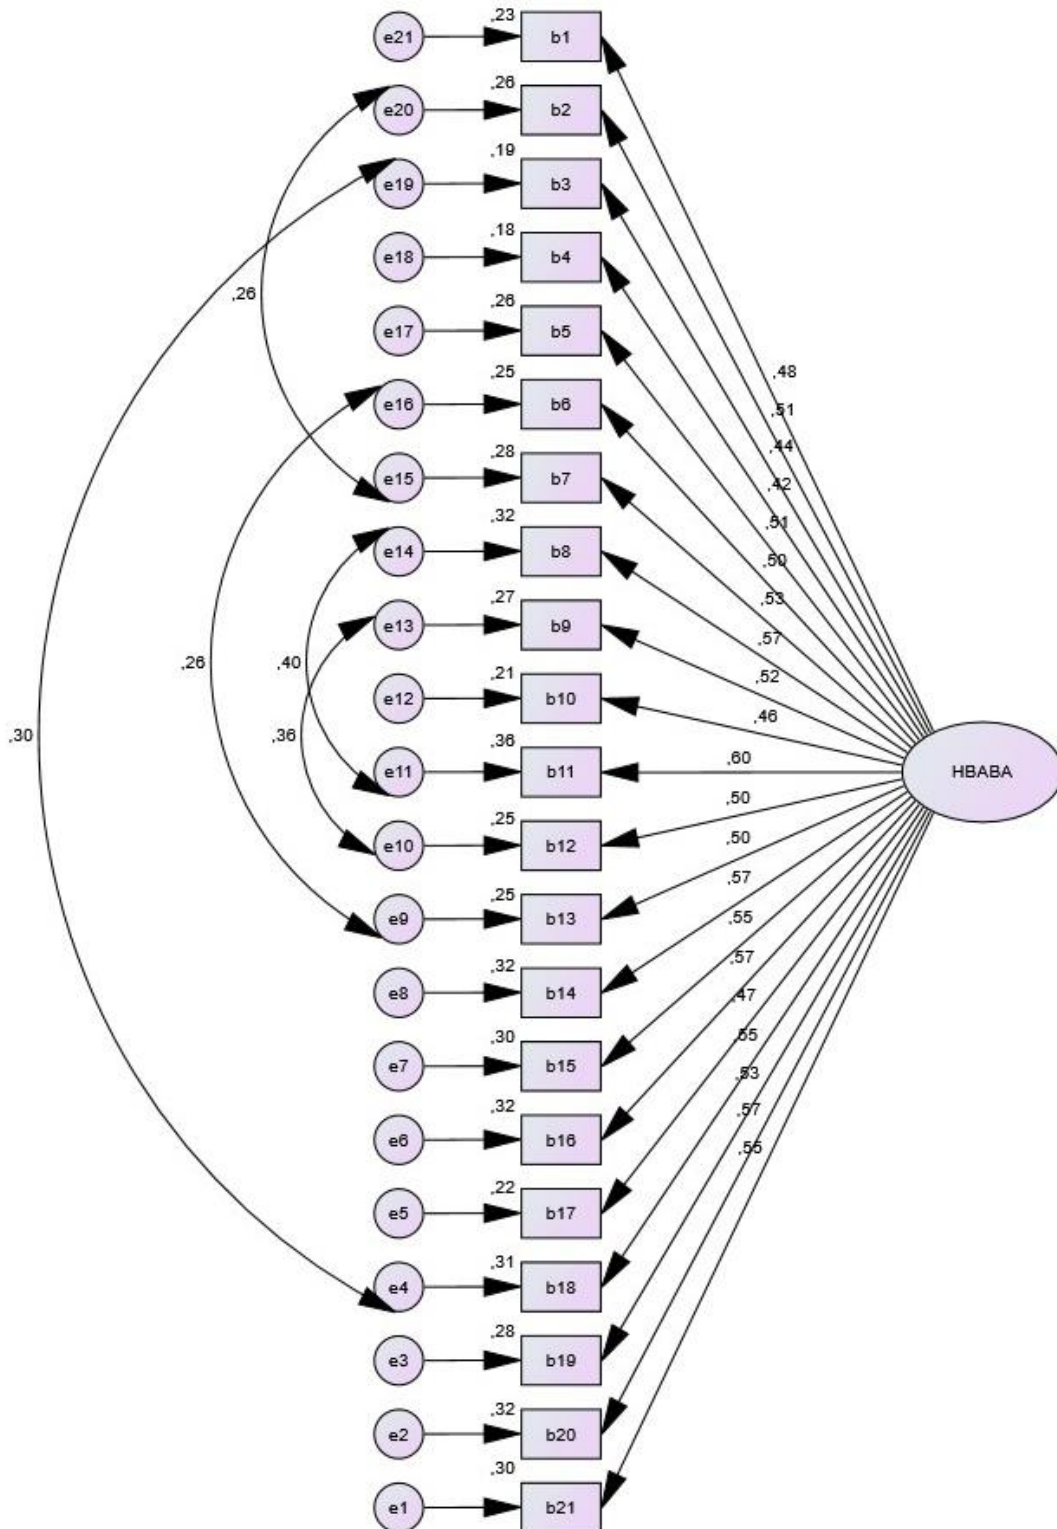 ,23
e21 b1
,26
e20 b2
,19
e19 b3
,18
e18 b4
,26
,26
e17 b5
,48
,25
e16 b6
,51
,44
,28
e15 b7
,42
,32
,51
e14 b8
,50
,27
,53
e13 b9
,57
,26 ,40
,21
,52
e12 b10
,46
,30 ,36
,36
,60
e11 b11 HBABA
,50
,25
e10 b12
,50
,57
,25
e9 b13
,55
,32
,57
e8 b14
,47
,30
,55
e7 b15
,53
,32
,57
e6 b16
,55
,22
e5 b17
,31
e4 b18
,28
e3 b19
,32
e2 b20
,30
e1 b21